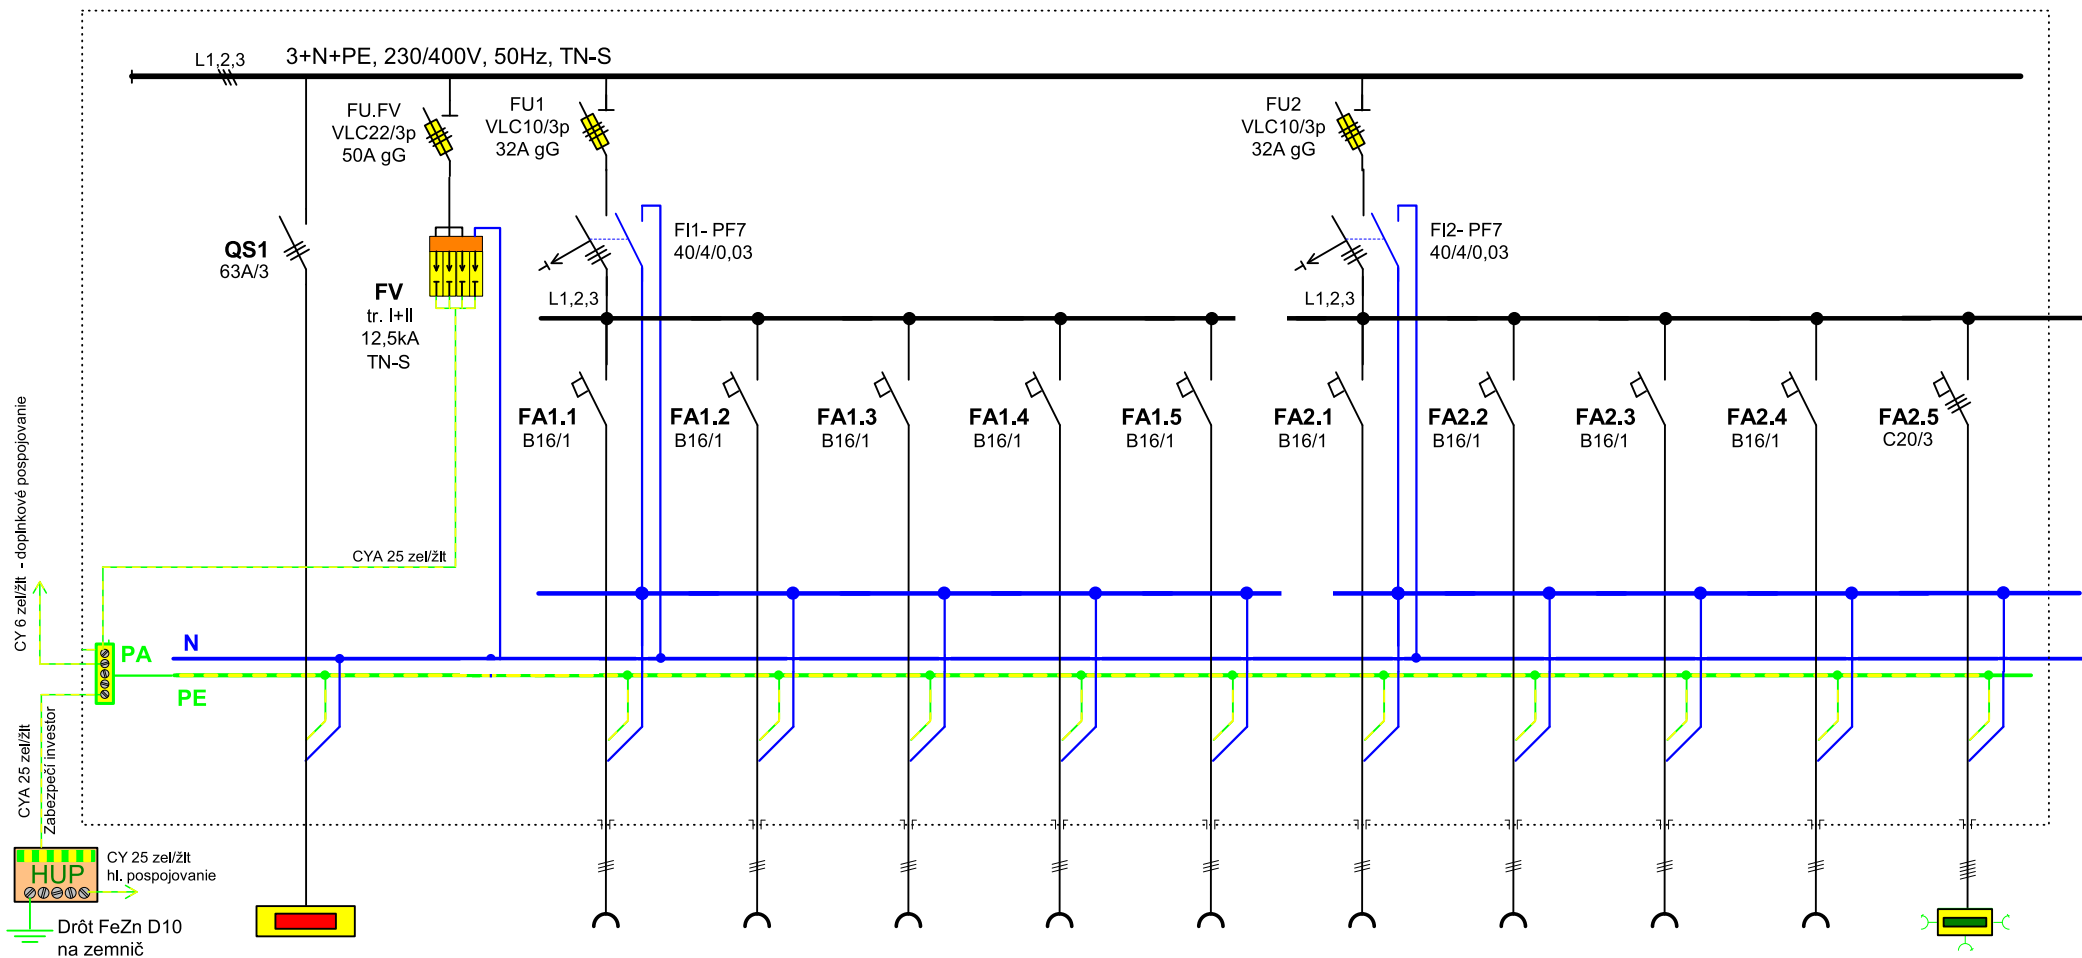 L1,2,3
3+N+PE, 230/400V, 50Hz, TN-S
FU.FV
VLC22/3p
50A gG
FU1
VLC10/3p
32A gG
FU2
VLC10/3p
32A gG
QS1
63A/3
FV
tr. I+II
12,5kA
TN-S
FI1- PF7
40/4/0,03
L1,2,3
FI2- PF7
40/4/0,03
L1,2,3
FA1.1
B16/1
FA1.2
B16/1
FA1.3
B16/1
FA1.4
B16/1
FA1.5
B16/1
FA2.1
B16/1
FA2.2
B16/1
FA2.3
B16/1
FA2.4
B16/1
FA2.5
C20/3
CY 6 zel/žlt - doplnkové pospojovanie
CYA 25 zel/žlt
PA
N
PE
CYA 25 zel/žlt
Zabezpečí investor
HUP
CY 25 zel/žlt
hl. pospojovanie
Drôt FeZn D10
na zemnič